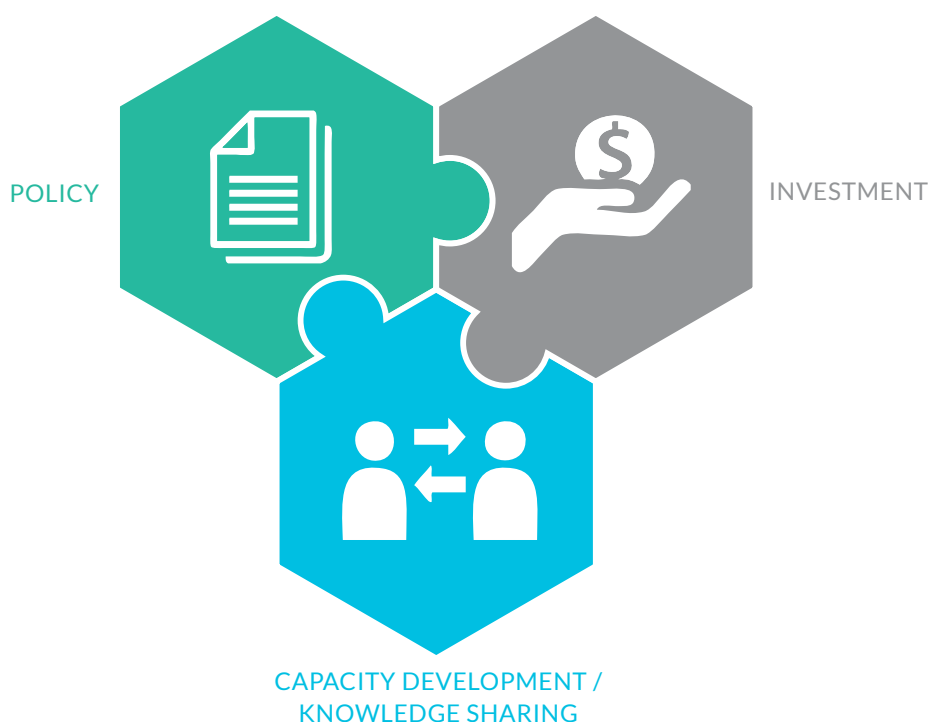 POLICY
INVESTMENT
$
CAPACITY DEVELOPMENT /
KNOWLEDGE SHARING